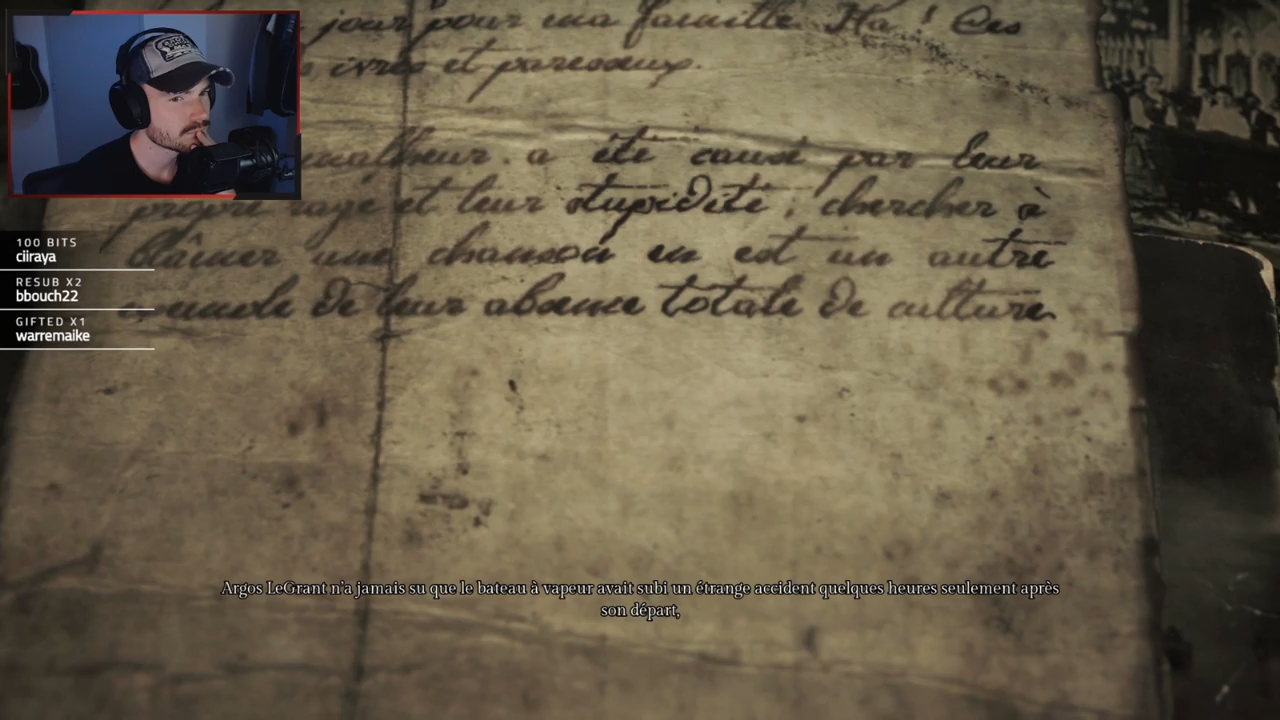 jour pour ma famille. Ha ! Ces
ivres et paresseux.
malheur a été causé par leur
propre rage et leur stupidité, chercher à
blâmer une chanson en est un autre
de leur absence totale de culture.
100 BITS
ciiraya
RESUB X2
bbouch22
GIFTED X1
warremaike
Argos LeGrant n'a jamais su que le bateau à vapeur avait subi un étrange accident quelques heures seulement après
son départ,